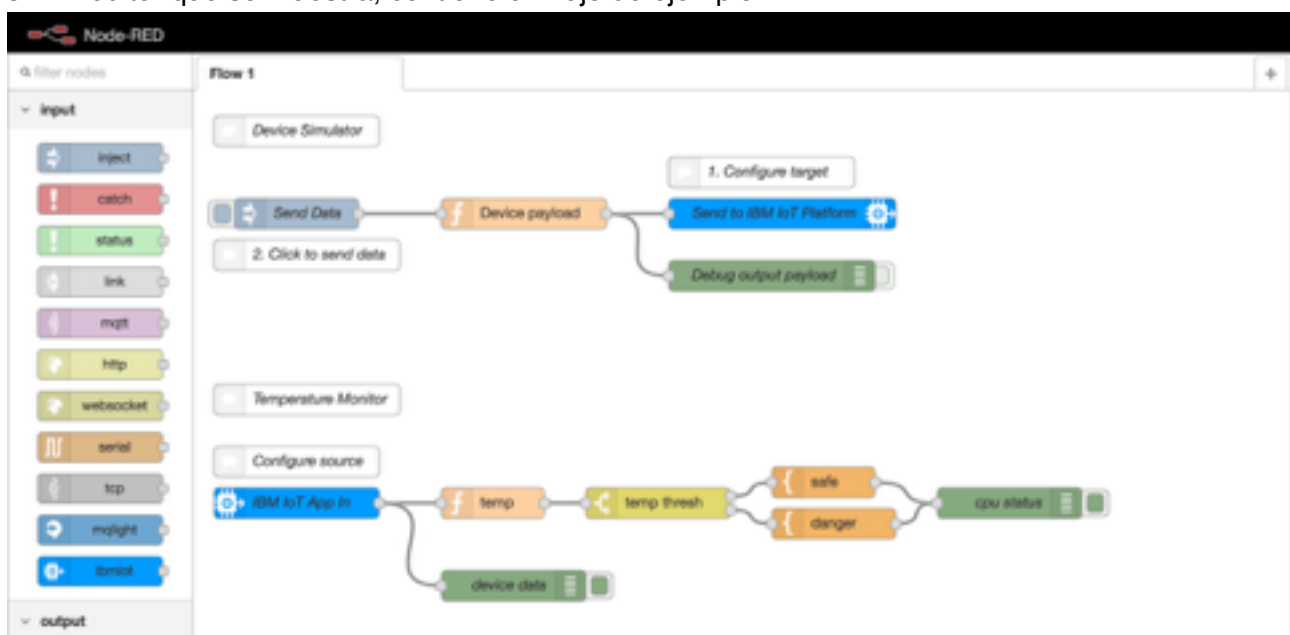 Node-RED
filter nodes
Flow 1
+
input
inject
catch
status
link
mqtt
http
websocket
serial
tcp
mqlight
ibmiot
output
Device Simulator
1. Configure target
Send Data
Device payload
Send to IBM IoT Platform
2. Click to send data
Debug output payload
Temperature Monitor
Configure source
IBM IoT App In
temp
temp thresh
safe
danger
cpu status
device data